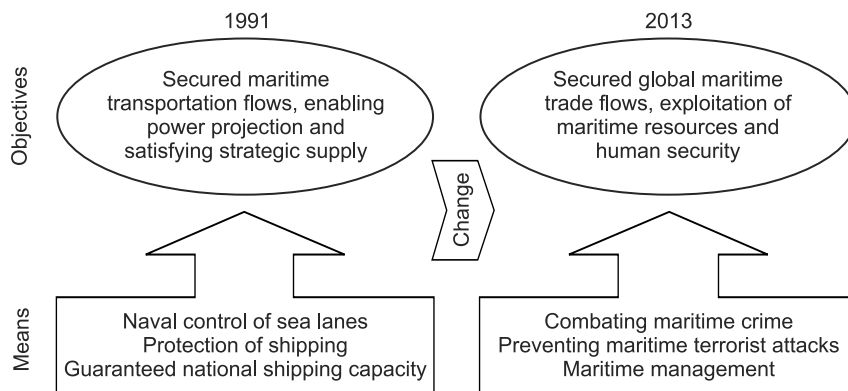 1991
2013
Objectives
Secured maritime
transportation flows, enabling
power projection and
satisfying strategic supply
Secured global maritime
trade flows, exploitation of
maritime resources and
human security
Change
Means
Naval control of sea lanes
Protection of shipping
Guaranteed national shipping capacity
Combating maritime crime
Preventing maritime terrorist attacks
Maritime management